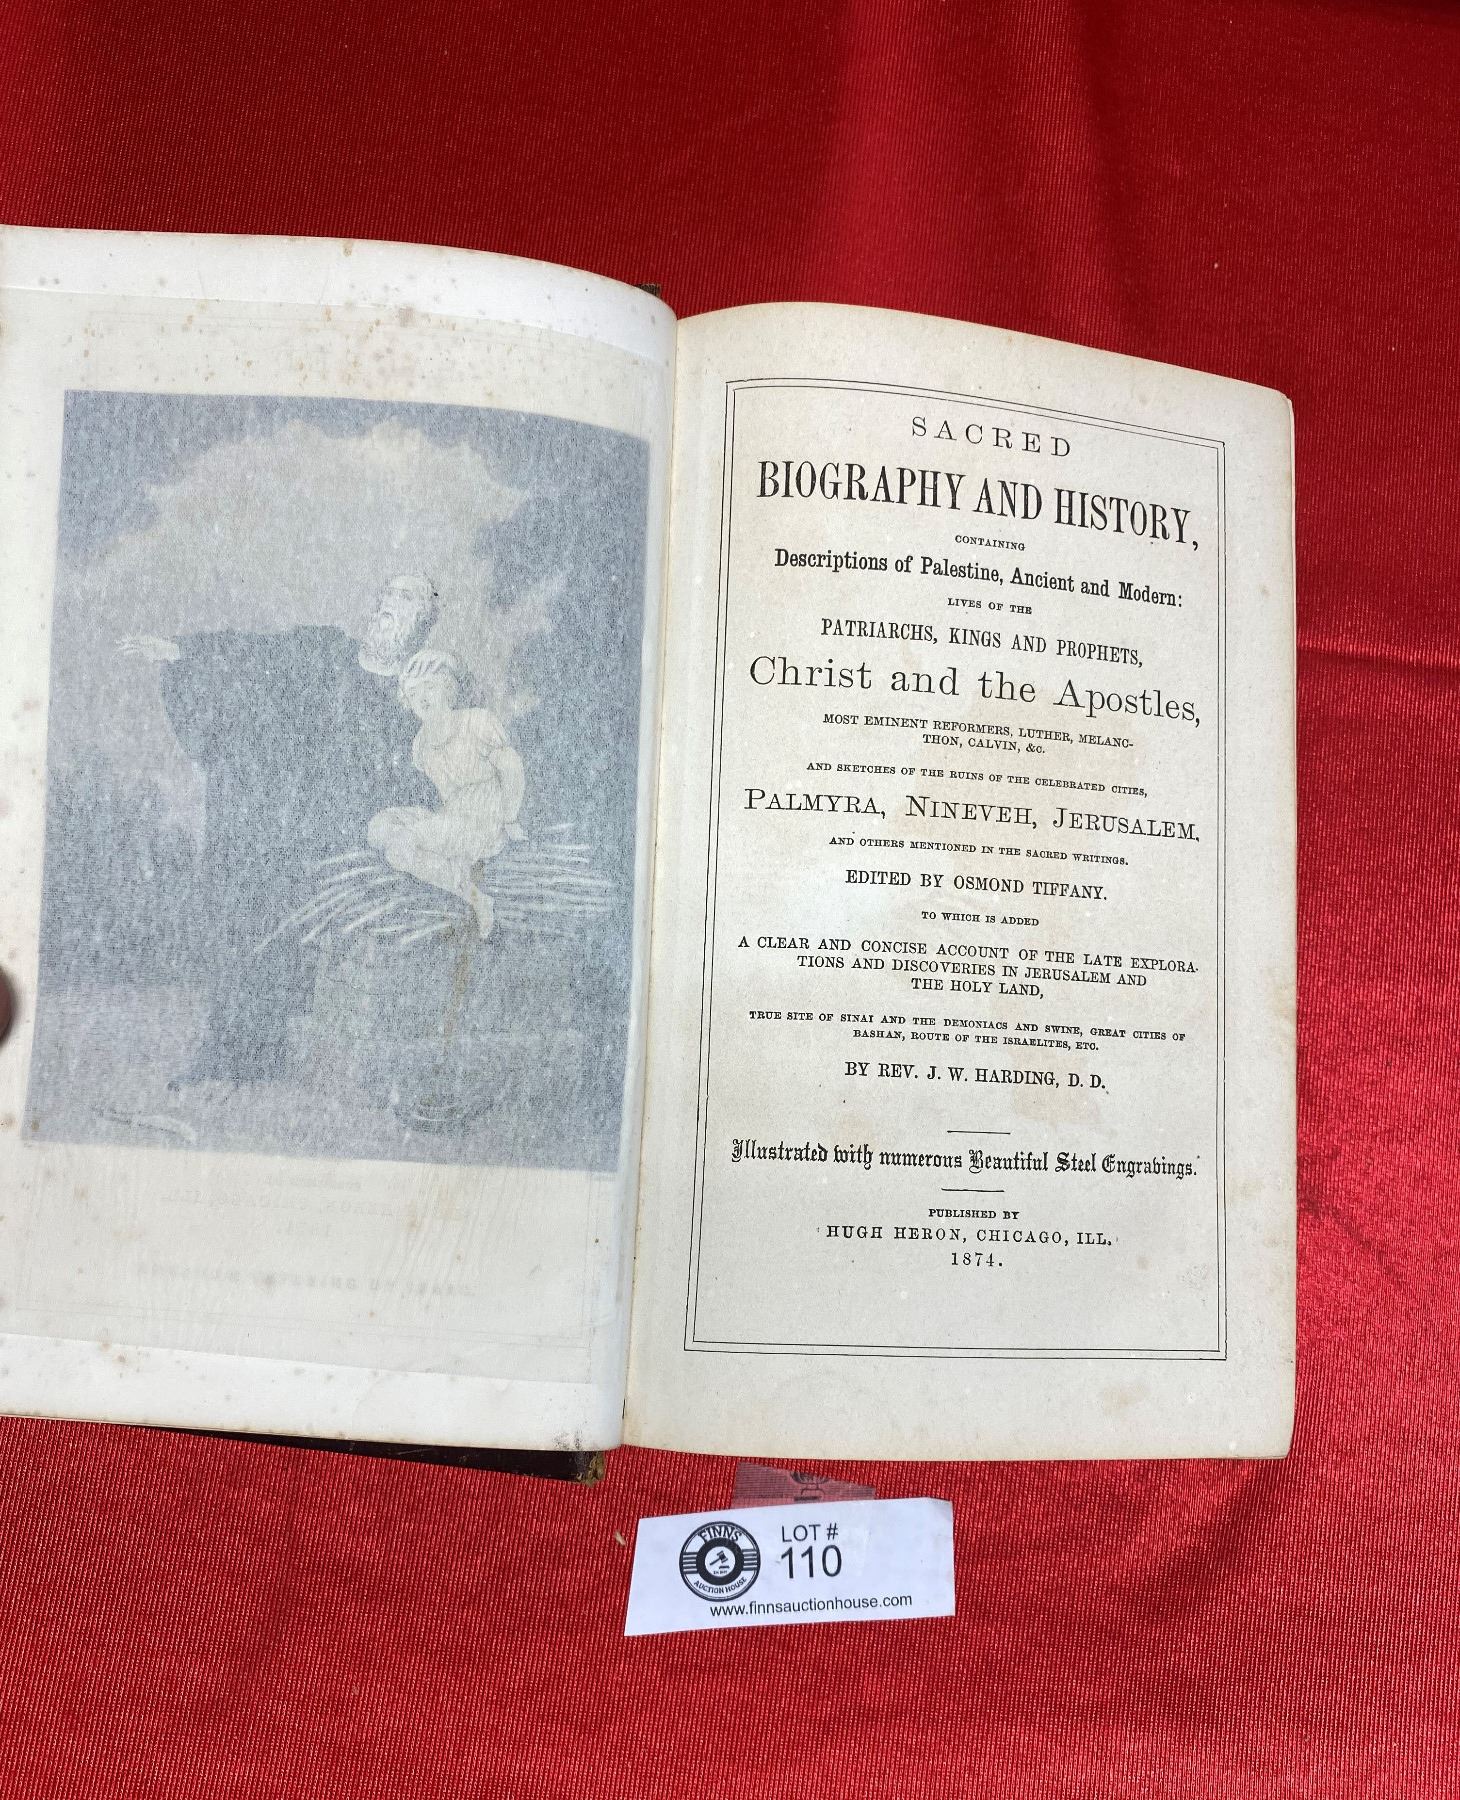 SACRED
BIOGRAPHY AND HISTORY,
CONTAINING
Descriptions of Palestine, Ancient and Modern:
LIVES OF THE
PATRIARCHS, KINGS AND PROPHETS,
Christ and the Apostles,
MOST EMINENT REFORMERS, LUTHER, MELANC-
THON, CALVIN, &c.
AND SKETCHES OF THE RUINS OF THE CELEBRATED CITIES,
PALMYRA, NINEVEH, JERUSALEM,
AND OTHERS MENTIONED IN THE SACRED WRITINGS.
EDITED BY OSMOND TIFFANY.
TO WHICH IS ADDED
A CLEAR AND CONCISE ACCOUNT OF THE LATE EXPLORA-
TIONS AND DISCOVERIES IN JERUSALEM AND
THE HOLY LAND,
TRUE SITE OF SINAI AND THE DEMONIACS AND SWINE, GREAT CITIES OF
BASHAN, ROUTE OF THE ISRAELITES, ETC.
BY REV. J. W. HARDING, D. D.
Illustrated with numerous Beautiful Steel Engravings.
PUBLISHED BY
HUGH HERON, CHICAGO, ILL.
1874.
FINNS
AUCTION HOUSE
LOT #
110
www.finnsauctionhouse.com